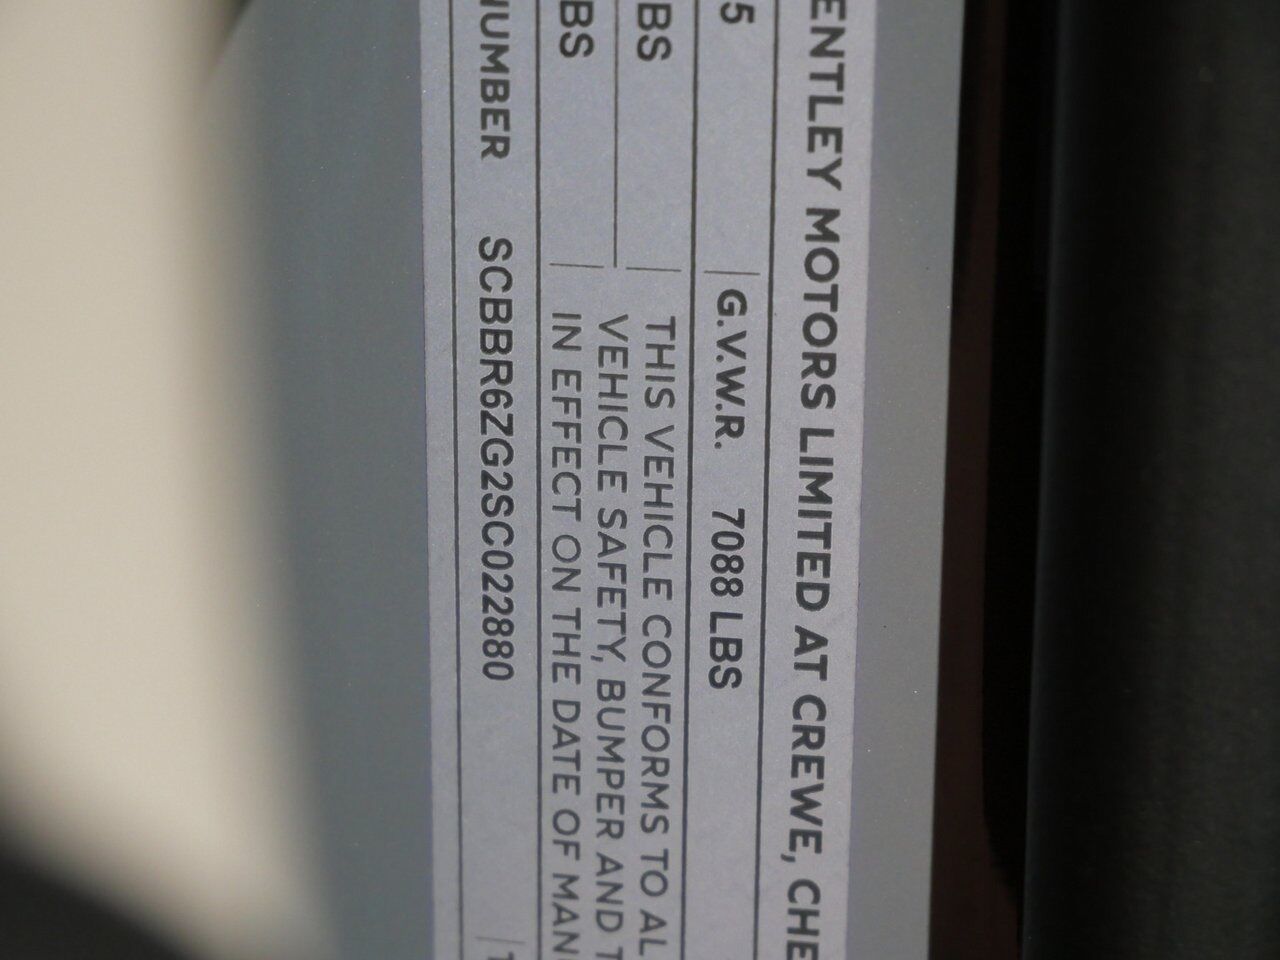 ENTLEY MOTORS LIMITED AT CREWE, CHE
5 G.V.W.R. 7088 LBS
BS THIS VEHICLE CONFORMS TO AL
VEHICLE SAFETY, BUMPER AND T
BS IN EFFECT ON THE DATE OF MAN
NUMBER SCBBR6ZG2SC022880